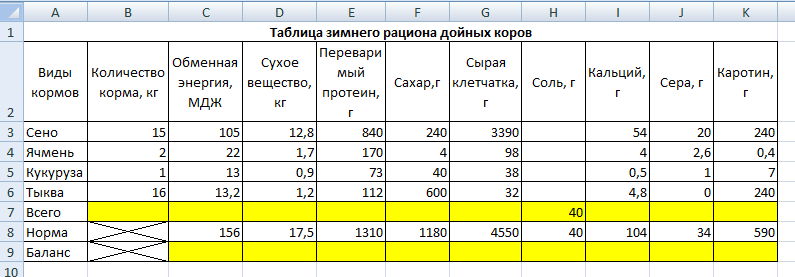 A B C D E F G H I J K
1 Таблица зимнего рациона дойных коров
2 Виды кормов Количество корма, кг Обменная энергия, МДЖ Сухое вещество, кг Перевари мый протеин, г Сахар,г Сырая клетчатка, г Соль, г Кальций, г Сера, г Каротин, г
3 Сено 15 105 12,8 840 240 3390 54 20 240
4 Ячмень 2 22 1,7 170 4 98 4 2,6 0,4
5 Кукуруза 1 13 0,9 73 40 38 0,5 1 7
6 Тыква 16 13,2 1,2 112 600 32 4,8 0 240
7 Всего 40
8 Норма 156 17,5 1310 1180 4550 40 104 34 590
9 Баланс
10